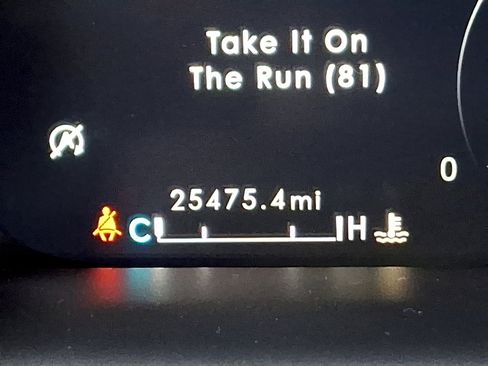 Take It On
The Run (81)
0
25475.4mi
C H